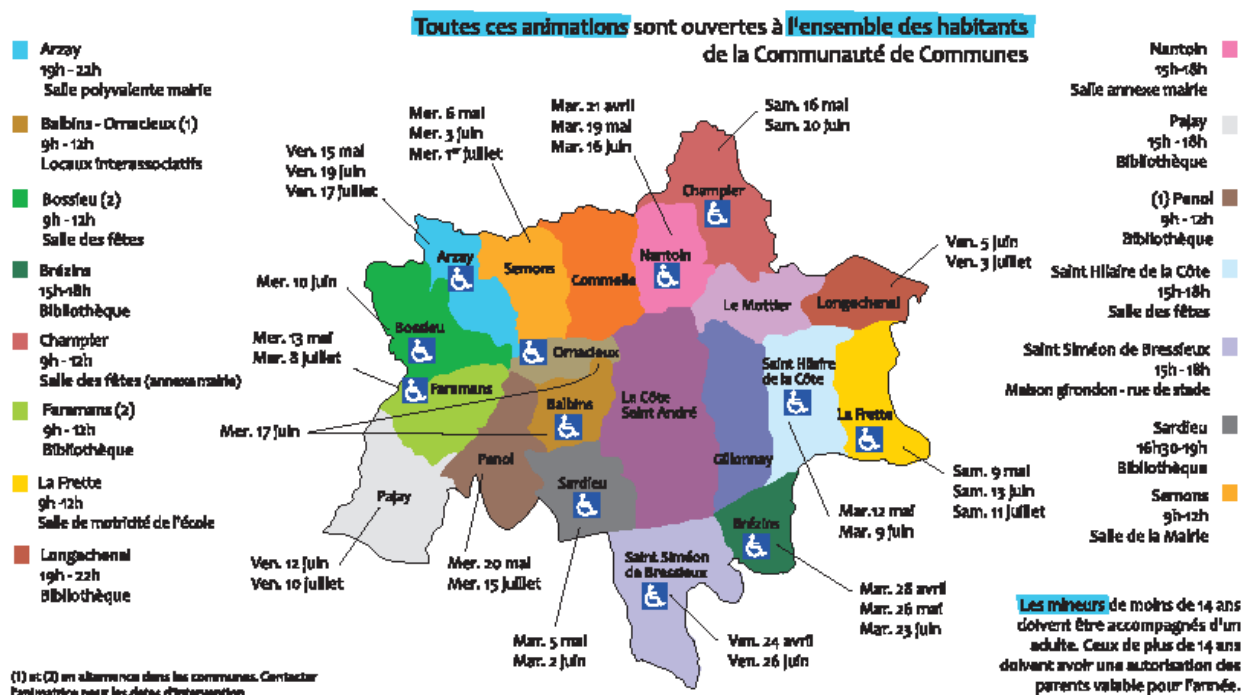 Toutes ces animations sont ouvertes à l'ensemble des habitants
de la Communauté de Communes
Arzay
19h - 22h
Salle polyvalente mairie
Balbins - Ornacieux (1)
9h - 12h
Locaux interassociatifs
Bossieu (2)
9h - 12h
Salle des fêtes
Brézins
15h-18h
Bibliothèque
Champier
9h - 12h
Salle des fêtes (annexe mairie)
Faramans (2)
9h - 12h
Bibliothèque
La Frette
9h -12h
Salle de motricité de l'école
Longechenal
19h - 22h
Bibliothèque
(1) et (2) en alternance dans les communes. Contacter
l'animatrice pour les dates d'intervention
Ven. 15 mai
Ven. 19 juin
Ven. 17 juillet
Mer. 6 mai
Mer. 3 juin
Mer. 1er juillet
Mar. 21 avril
Mar. 19 mai
Mar. 16 juin
Sam. 16 mai
Sam. 20 juin
Ven. 5 juin
Ven. 3 juillet
Mer. 10 juin
Mer. 13 mai
Mer. 8 juillet
Mer. 17 juin
Ven. 12 juin
Ven. 10 juillet
Mer. 20 mai
Mer. 15 juillet
Mar. 5 mai
Mar. 2 juin
Ven. 24 avril
Ven. 26 juin
Mar. 28 avril
Mar. 26 mai
Mar. 23 juin
Mar.12 mai
Mar. 9 juin
Sam. 9 mai
Sam. 13 juin
Sam. 11 juillet
Champier
Arzay
Semons
Commelle
Nantoin
Le Mottier
Longechenal
Bossieu
Ornacieux
Faramans
Balbins
La Côte
Saint André
Saint Hilaire
de la Côte
La Frette
Penol
Gillonnay
Pajay
Sardieu
Brézins
Saint Siméon
de Bressieux
Nantoin
15h-18h
Salle annexe mairie
Pajay
15h - 18h
Bibliothèque
(1) Penol
9h - 12h
Bibliothèque
Saint Hilaire de la Côte
15h-18h
Salle des fêtes
Saint Siméon de Bressieux
15h - 18h
Maison girondon - rue de stade
Sardieu
16h30-19h
Bibliothèque
Semons
9h-12h
Salle de la Mairie
Les mineurs de moins de 14 ans
doivent être accompagnés d'un
adulte. Ceux de plus de 14 ans
doivent avoir une autorisation des
parents valable pour l'année.